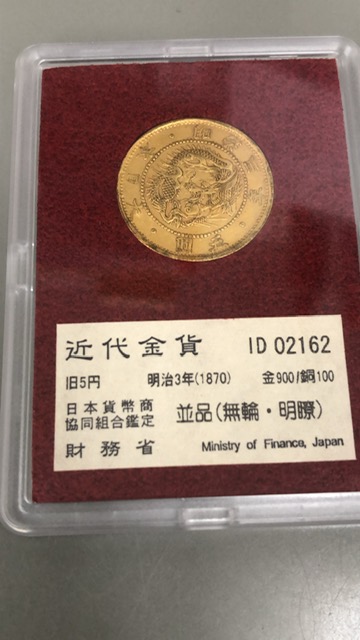 近代金貨 ID 02162
旧5円 明治3年(1870) 金900/銅100
日本貨幣商
協同組合鑑定 並品(無輪・明瞭)
財務省 Ministry of Finance, Japan